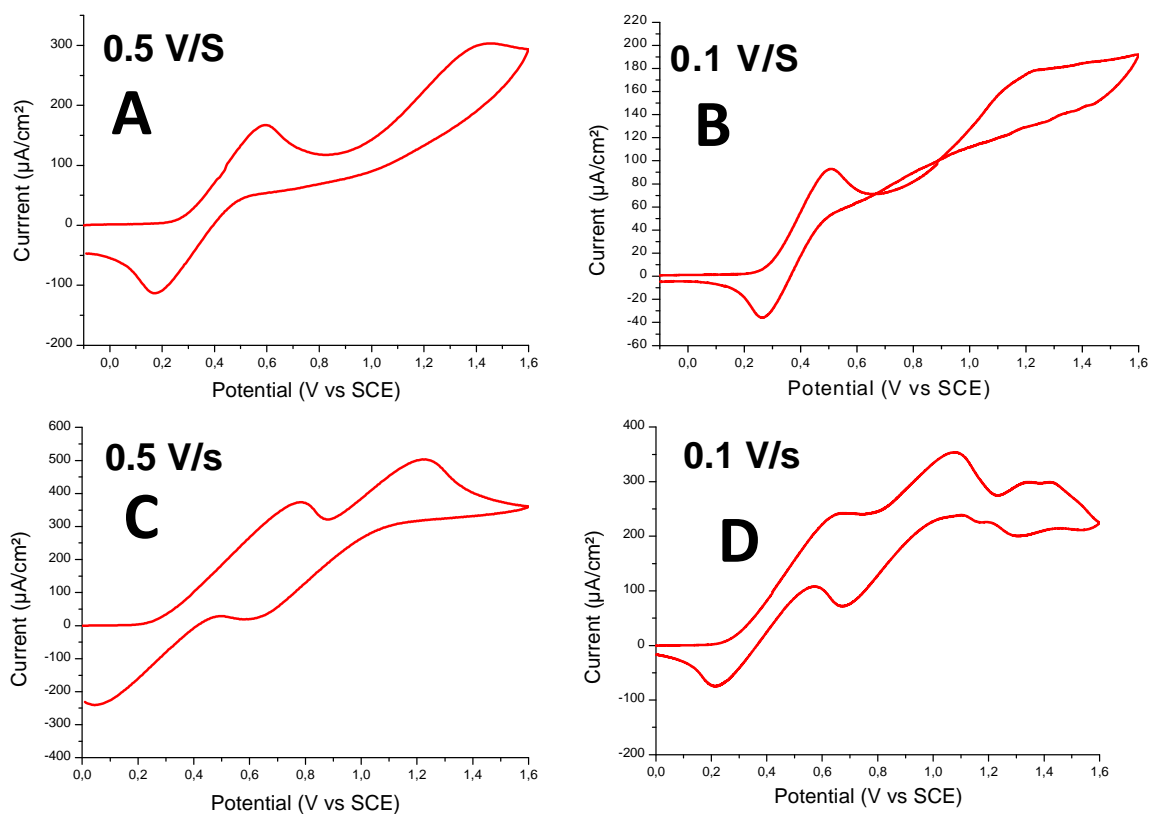 0.5 V/S
A
300
200
100
0
-100
-200
Currrent (µA/cm²)
0,0 0,2 0,4 0,6 0,8 1,0 1,2 1,4 1,6
Potential (V vs SCE)
0.1 V/S
B
220
200
180
160
140
120
100
80
60
40
20
0
-20
-40
-60
Current (µA/cm²)
0,0 0,2 0,4 0,6 0,8 1,0 1,2 1,4 1,6
Potential (V vs SCE)
0.5 V/s
C
600
500
400
300
200
100
0
-100
-200
-300
-400
Current (µA/cm²)
0,0 0,2 0,4 0,6 0,8 1,0 1,2 1,4 1,6
Potential (V vs SCE)
0.1 V/s
D
400
300
200
100
0
-100
-200
Current (µA/cm²)
0,0 0,2 0,4 0,6 0,8 1,0 1,2 1,4 1,6
Potential (V vs SCE)